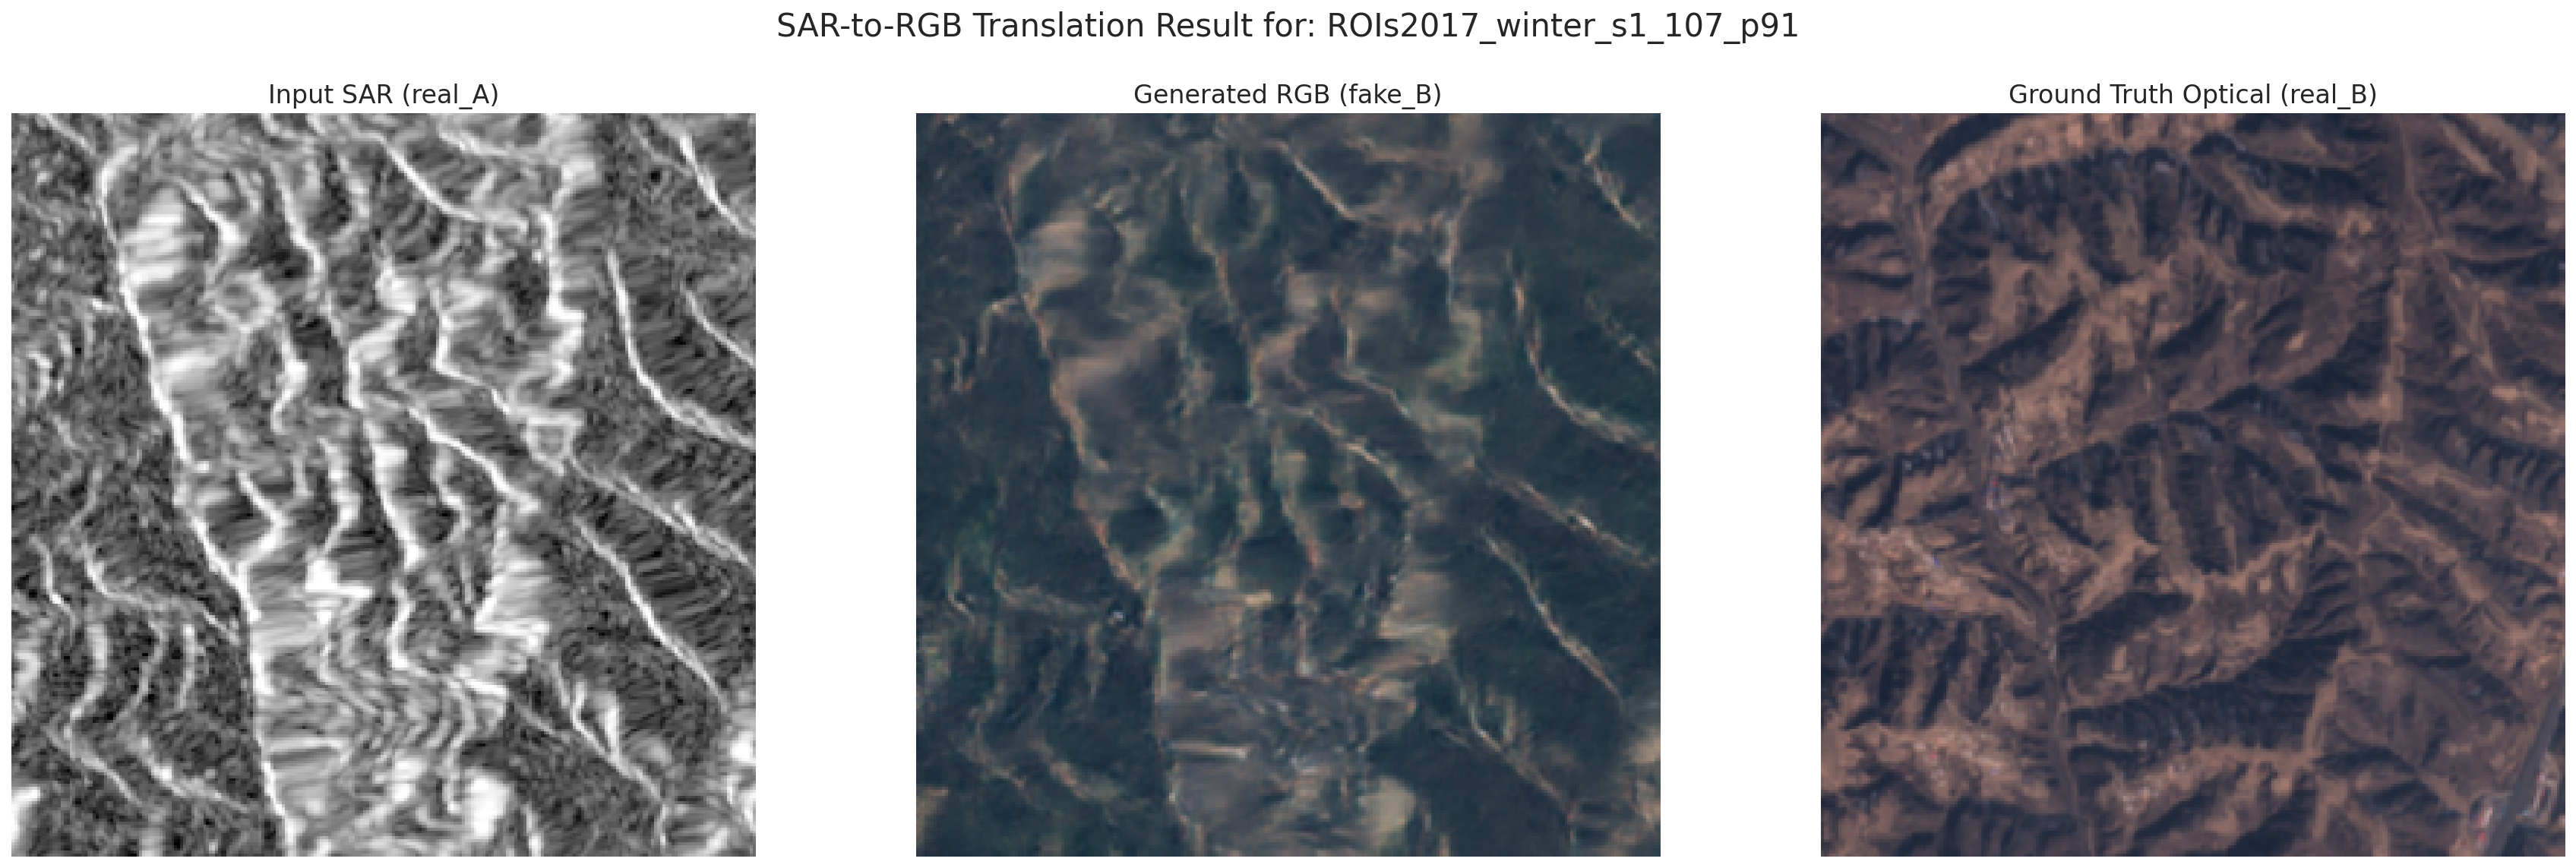 SAR-to-RGB Translation Result for: ROIs2017_winter_s1_107_p91
Input SAR (real_A)
Generated RGB (fake_B)
Ground Truth Optical (real_B)